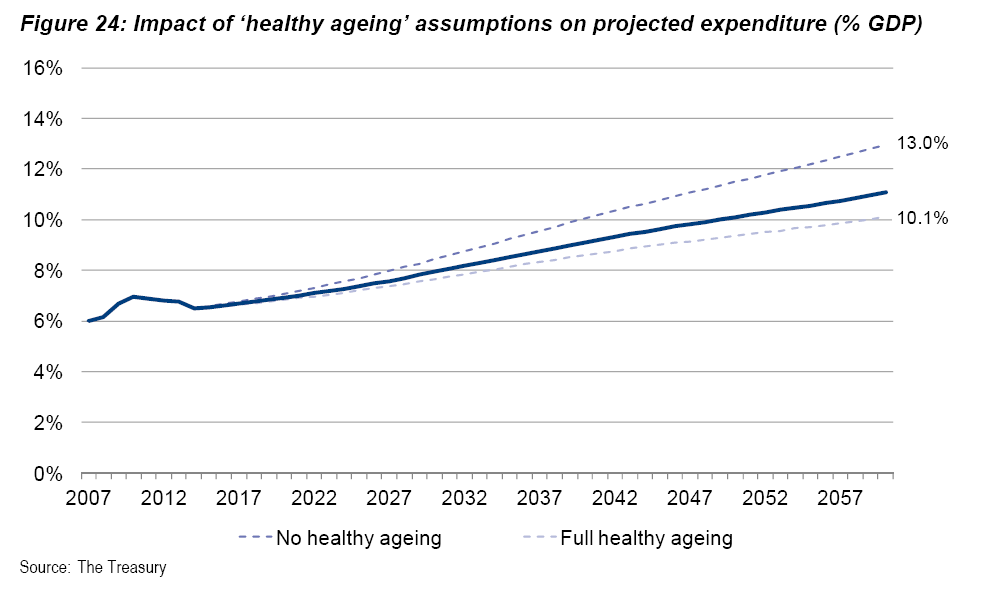 Figure 24: Impact of ‘healthy ageing’ assumptions on projected expenditure (% GDP)
16%
14%
13.0%
12%
10%
10.1%
8%
6%
4%
2%
0%
2007 2012 2017 2022 2027 2032 2037 2042 2047 2052 2057
No healthy ageing Full healthy ageing
Source: The Treasury